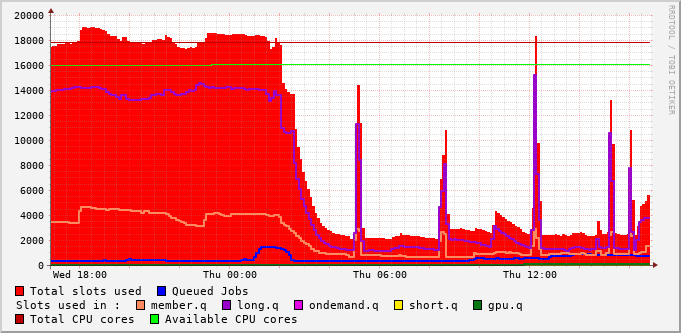 20000
18000
16000
14000
12000
10000
8000
6000
4000
2000
0
Wed 18:00 Thu 00:00 Thu 06:00 Thu 12:00
Total slots used Queued Jobs
Slots used in : member.q long.q ondemand.q short.q gpu.q
Total CPU cores Available CPU cores
RRDTOOL / TOBI OETIKER